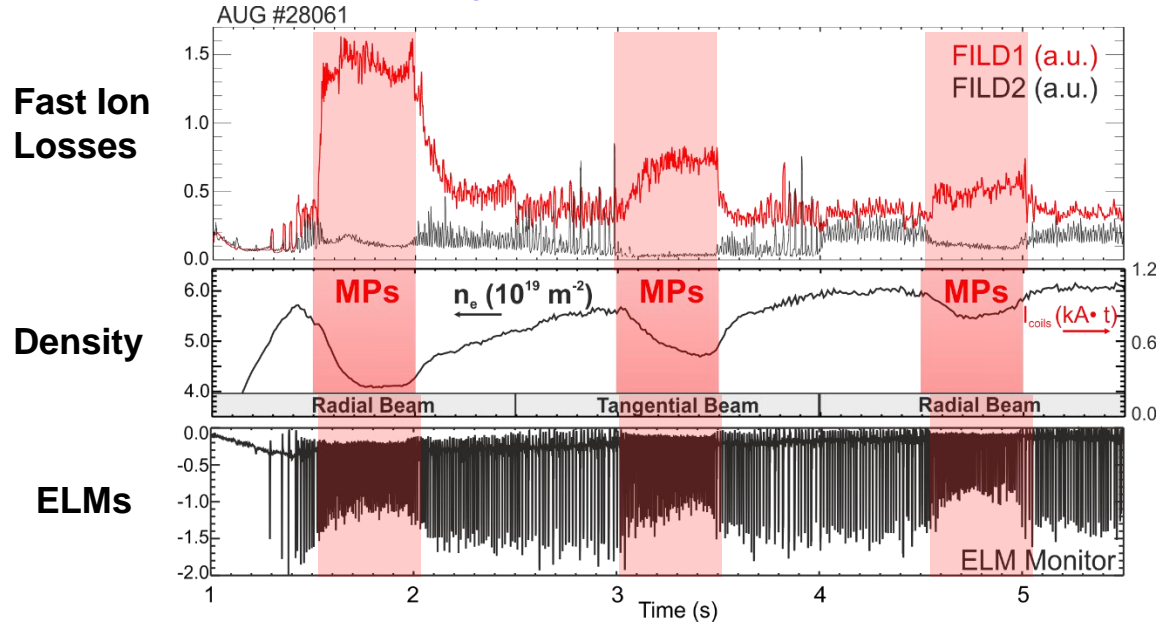 AUG #28061
Fast Ion
Losses
1.5
1.0
0.5
0.0
FILD1 (a.u.)
FILD2 (a.u.)
Density
6.0
5.0
4.0
MPs
nₑ (10¹⁹ m⁻²)
MPs
MPs
I_coils (kA• t)
1.2
0.6
0.0
Radial Beam
Tangential Beam
Radial Beam
ELMs
0.0
-0.5
-1.0
-1.5
-2.0
ELM Monitor
1 2 3 4 5
Time (s)